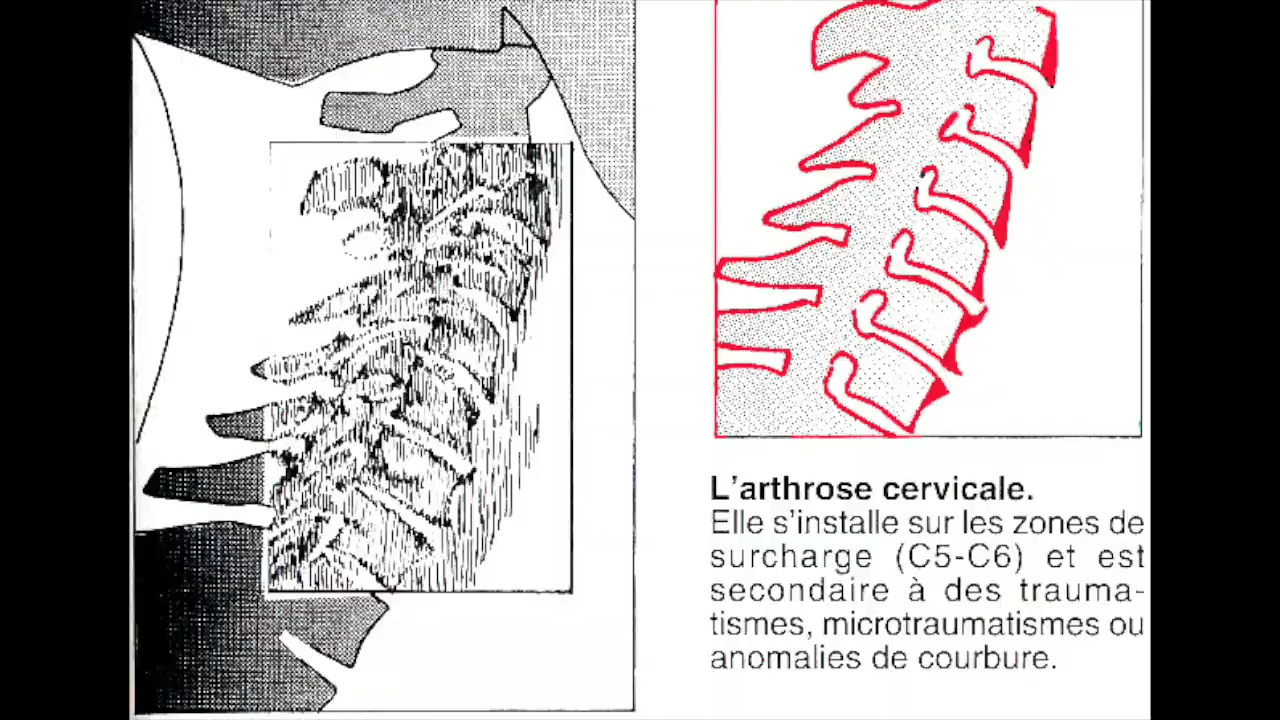 L'arthrose cervicale.
Elle s'installe sur les zones de
surcharge (C5-C6) et est
secondaire à des trauma-
tismes, microtraumatismes ou
anomalies de courbure.